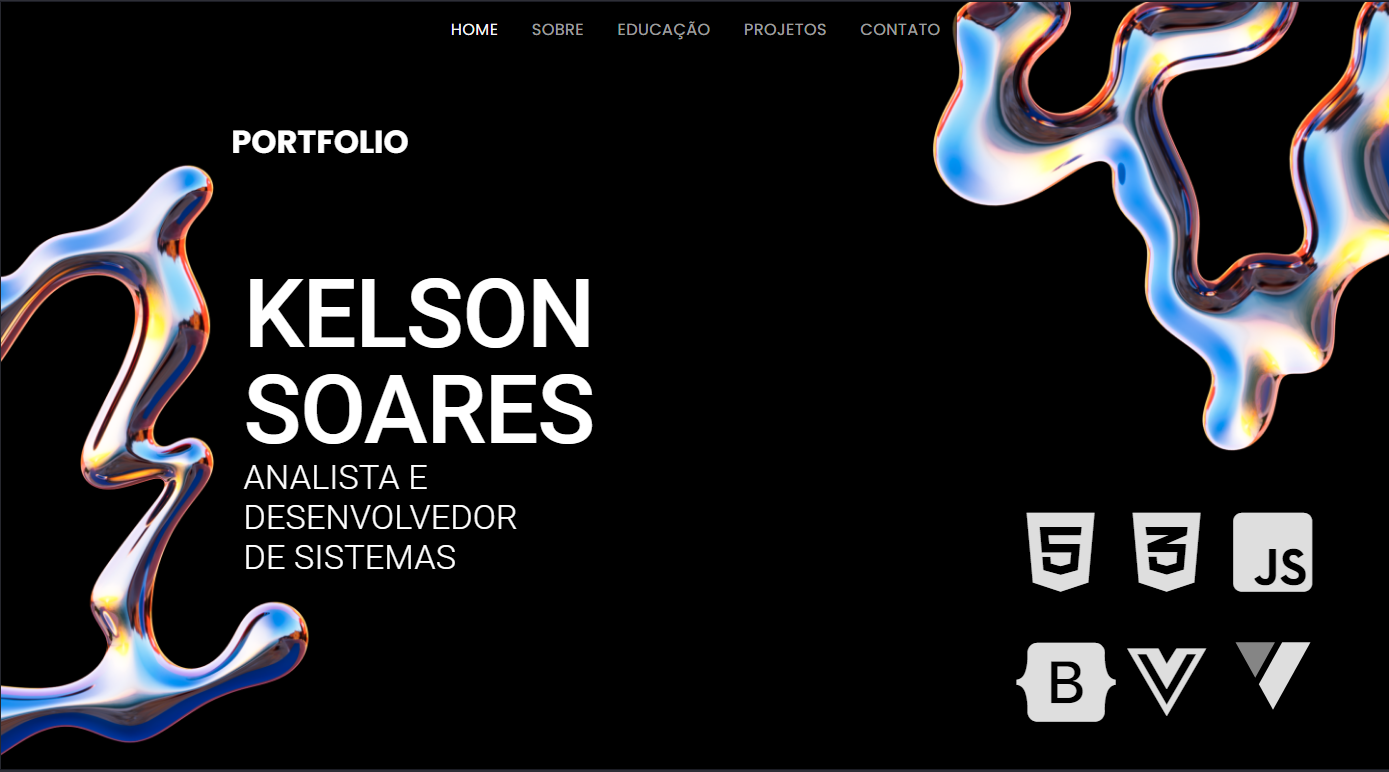 HOME SOBRE EDUCAÇÃO PROJETOS CONTATO
PORTFOLIO
KELSON
SOARES
ANALISTA E
DESENVOLVEDOR
DE SISTEMAS
5 3 JS
B